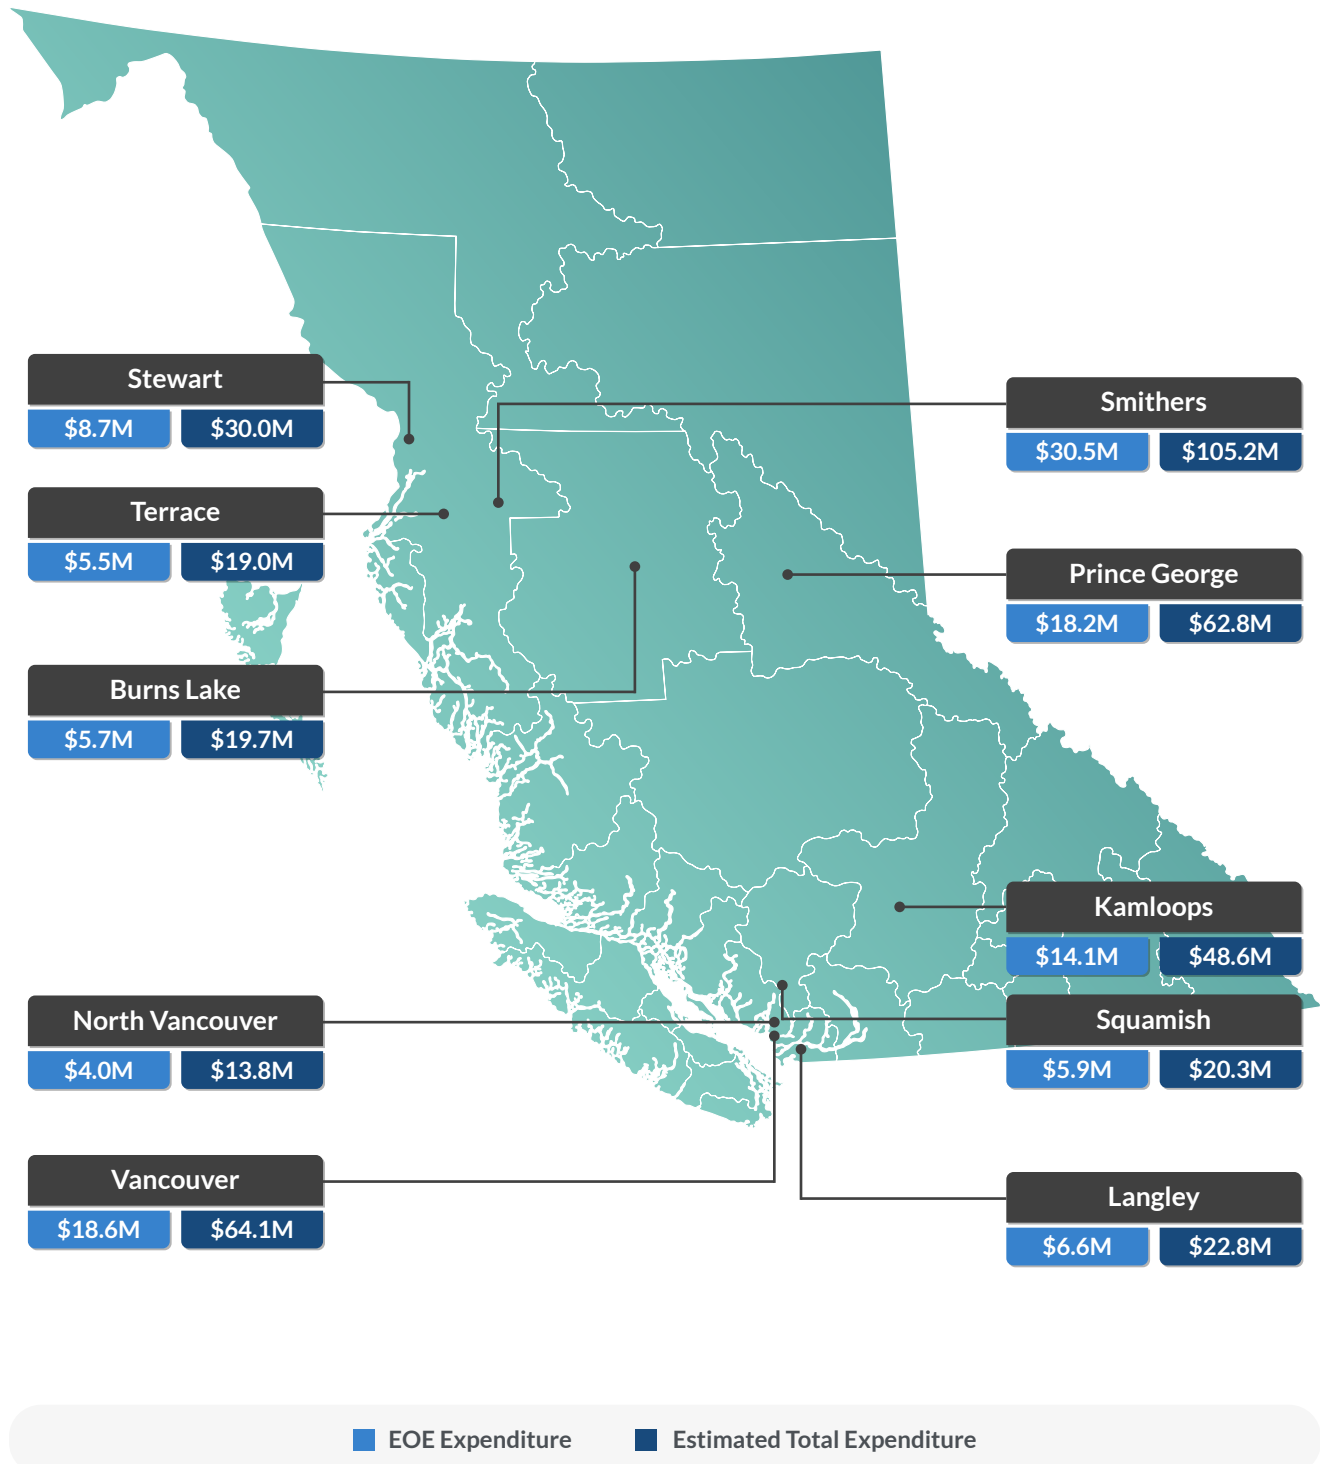 Stewart
$8.7M $30.0M
Terrace
$5.5M $19.0M
Burns Lake
$5.7M $19.7M
North Vancouver
$4.0M $13.8M
Vancouver
$18.6M $64.1M
Smithers
$30.5M $105.2M
Prince George
$18.2M $62.8M
Kamloops
$14.1M $48.6M
Squamish
$5.9M $20.3M
Langley
$6.6M $22.8M
EOE Expenditure Estimated Total Expenditure